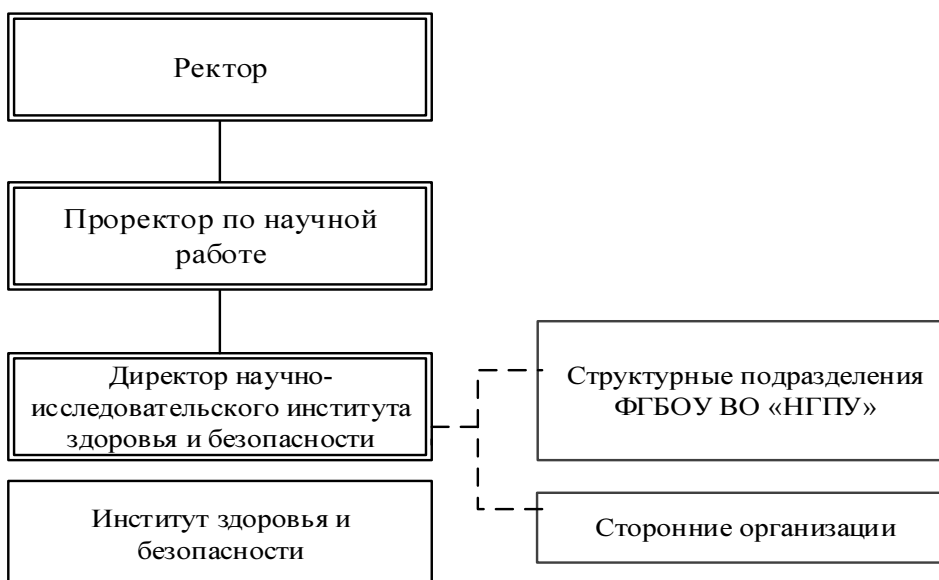 Ректор
Проректор по научной
работе
Директор научно-
исследовательского института
здоровья и безопасности
Структурные подразделения
ФГБОУ ВО «НГПУ»
Институт здоровья и
безопасности
Сторонние организации